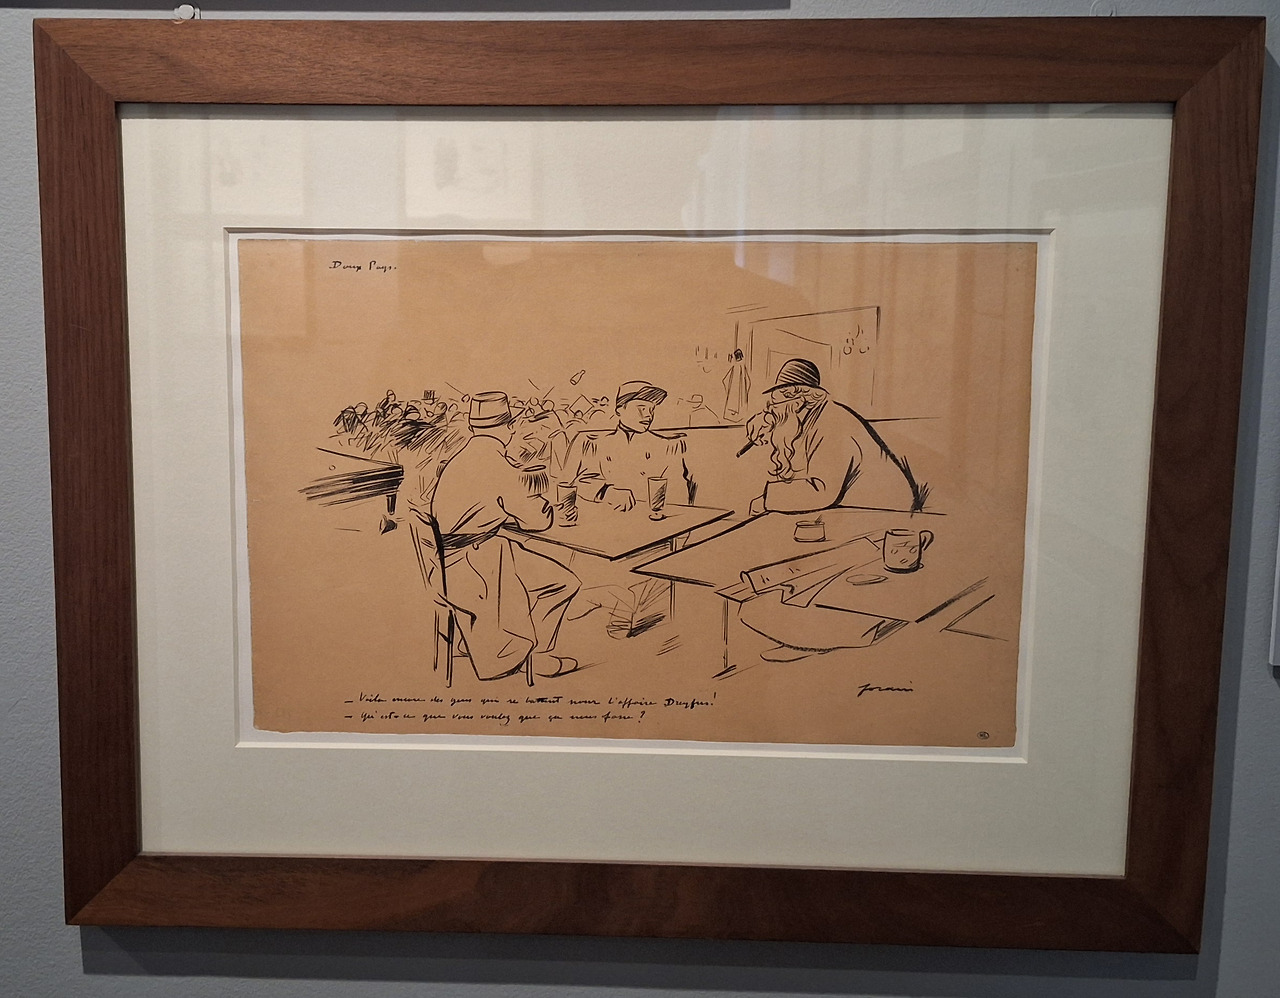 Doux Pays.
— Voilà encore des gens qui se battent pour l'affaire Dreyfus!
— Qu'est-ce que vous voulez que ça nous fasse?
forain